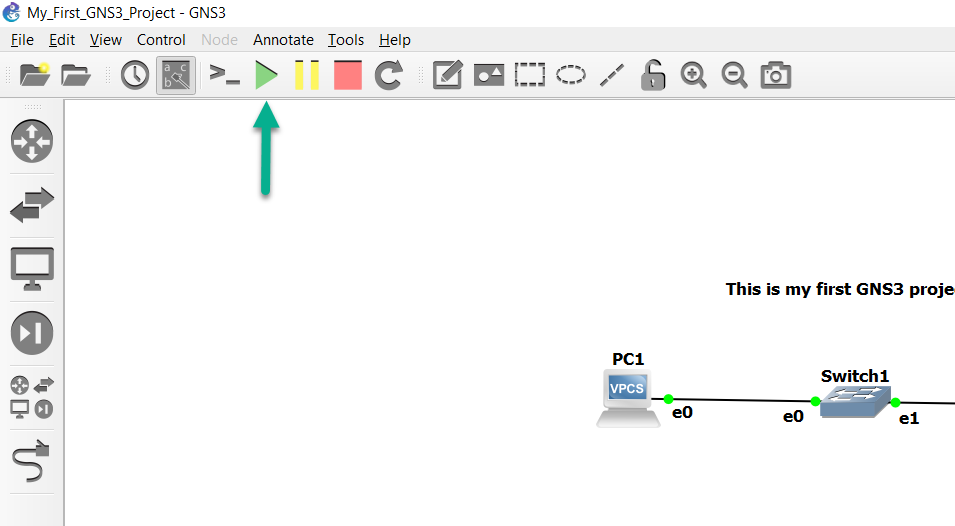 My_First_GNS3_Project - GNS3
File Edit View Control Node Annotate Tools Help
a c
b
This is my first GNS3 proje
PC1
VPCS
Switch1
e0
e0
e1